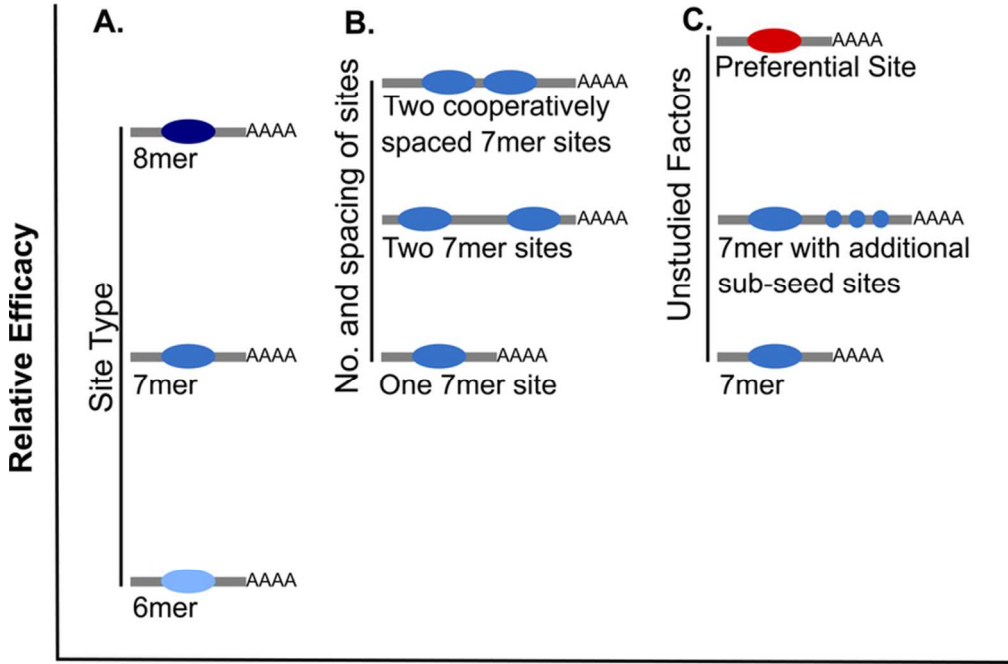 Relative Efficacy
A.
Site Type
AAAA
8mer
AAAA
7mer
AAAA
6mer
B.
No. and spacing of sites
AAAA
Two cooperatively
spaced 7mer sites
AAAA
Two 7mer sites
AAAA
One 7mer site
C.
Unstudied Factors
AAAA
Preferential Site
AAAA
7mer with additional
sub-seed sites
AAAA
7mer